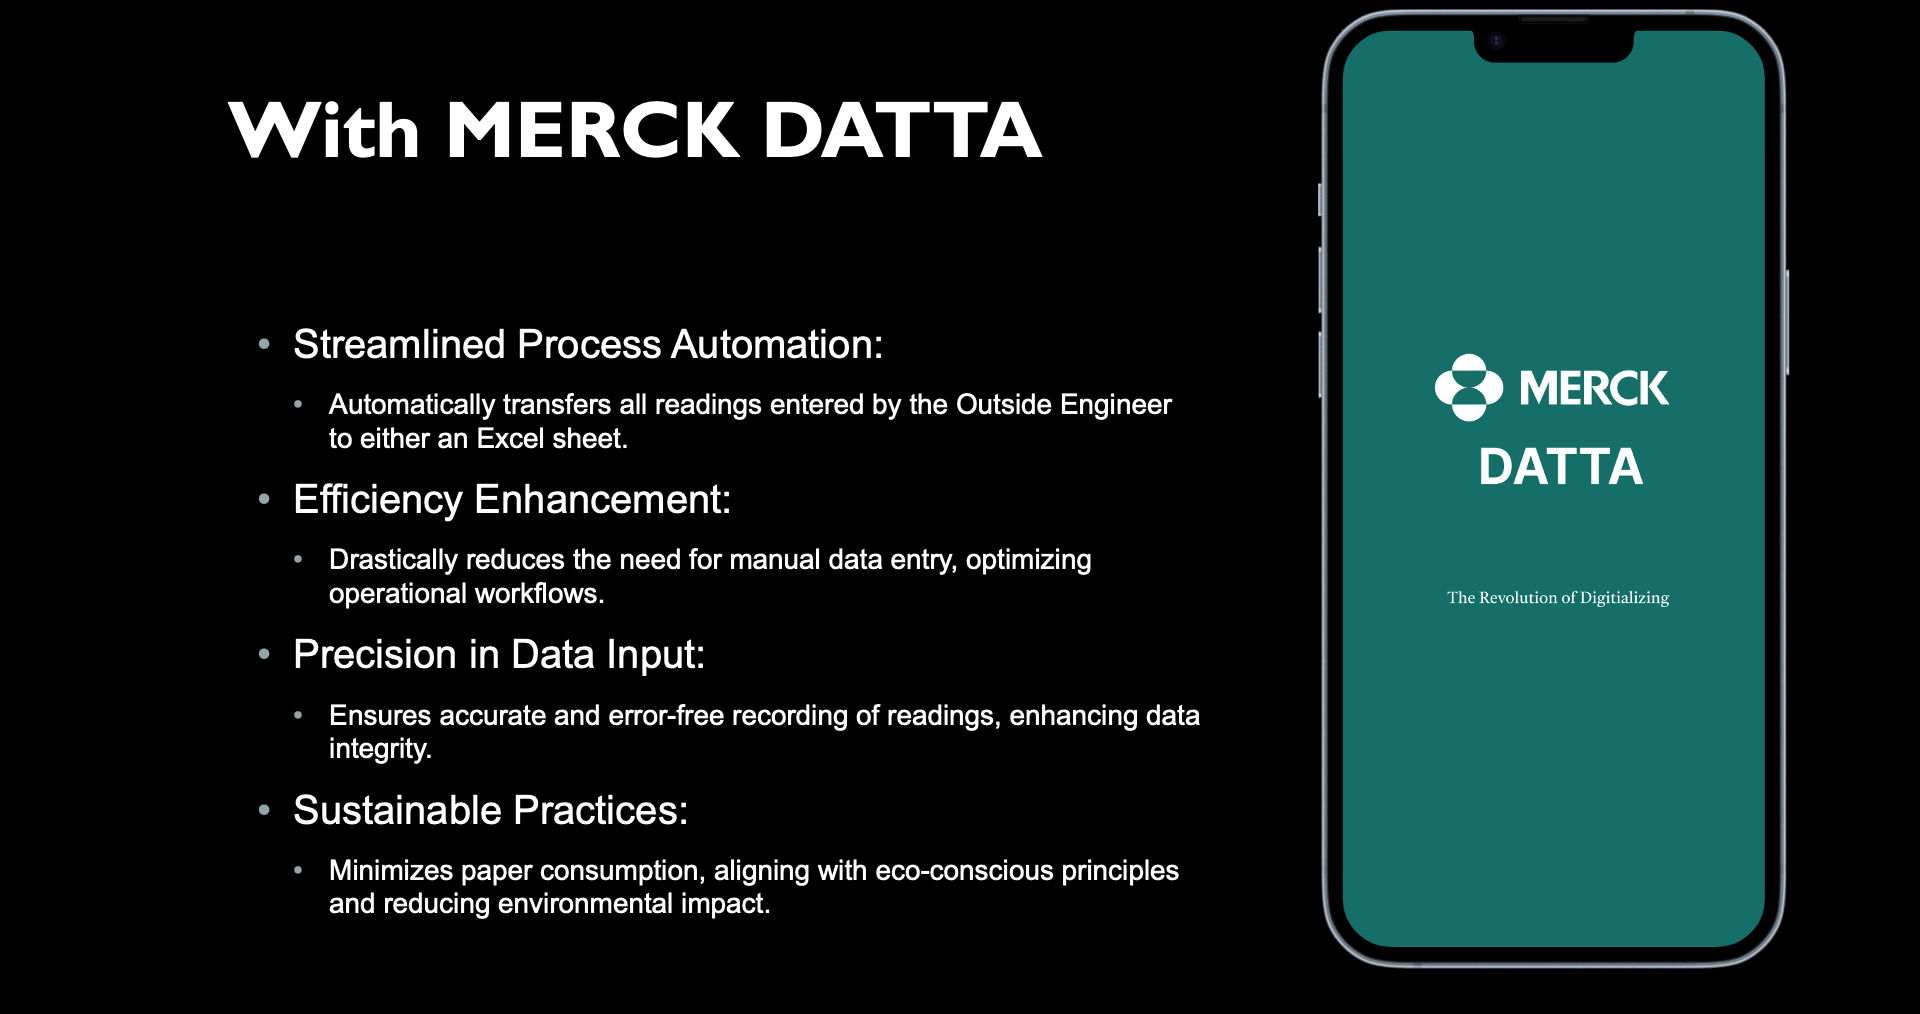 With MERCK DATTA
• Streamlined Process Automation:
• Automatically transfers all readings entered by the Outside Engineer
to either an Excel sheet.
• Efficiency Enhancement:
• Drastically reduces the need for manual data entry, optimizing
operational workflows.
• Precision in Data Input:
• Ensures accurate and error-free recording of readings, enhancing data
integrity.
• Sustainable Practices:
• Minimizes paper consumption, aligning with eco-conscious principles
and reducing environmental impact.
MERCK
DATTA
The Revolution of Digitializing